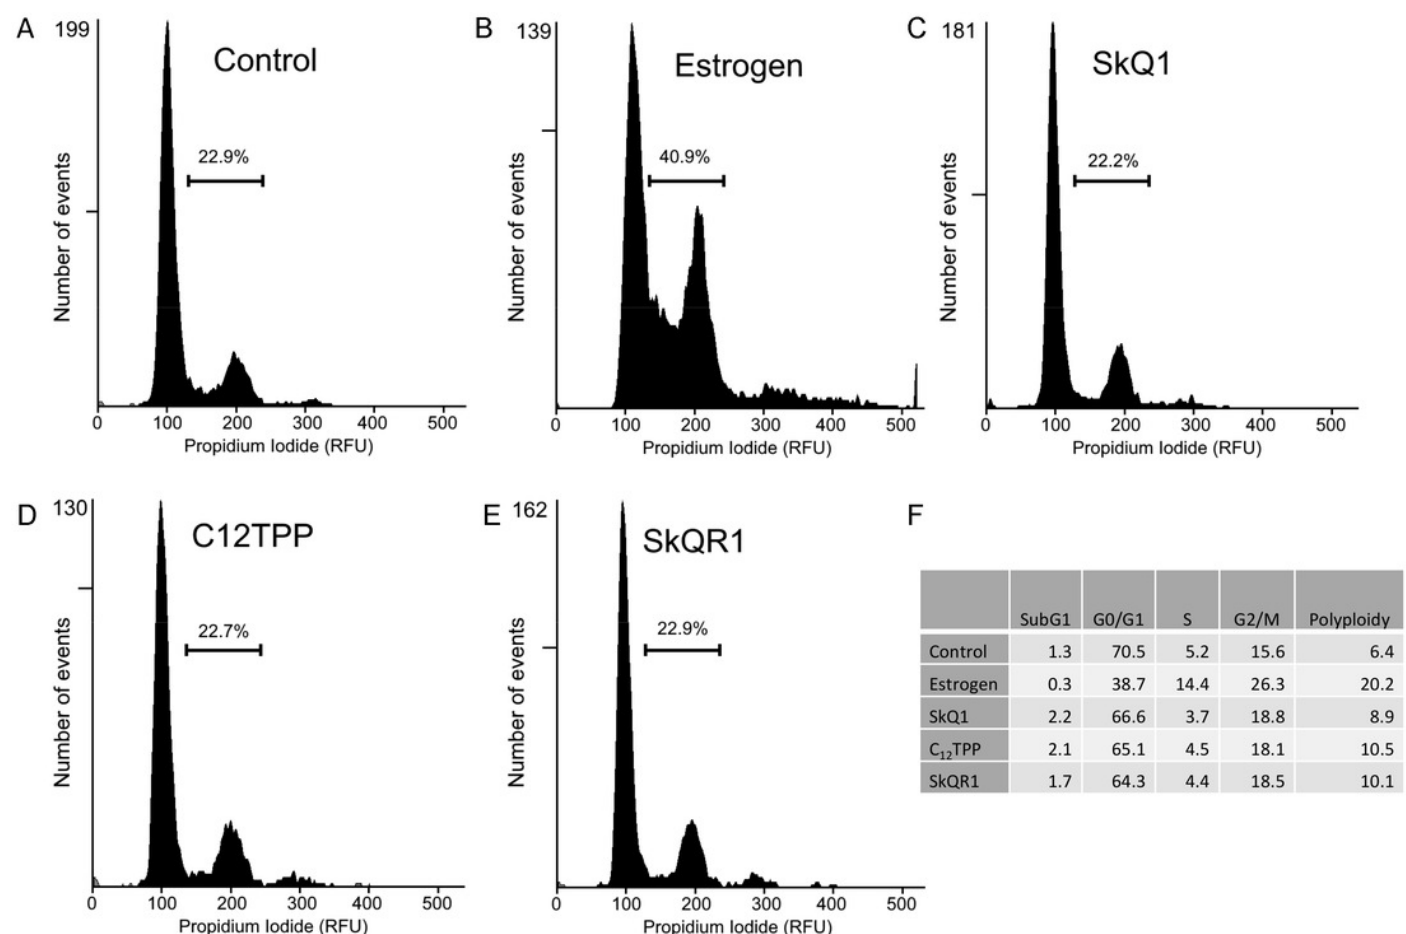 A
199
Control
22.9%
Number of events
0 100 200 300 400 500
Propidium Iodide (RFU)
B
139
Estrogen
40.9%
Number of events
0 100 200 300 400 500
Propidium Iodide (RFU)
C
181
SkQ1
22.2%
Number of events
0 100 200 300 400 500
Propidium Iodide (RFU)
D
130
C12TPP
22.7%
Number of events
0 100 200 300 400 500
Propidium Iodide (RFU)
E
162
SkQR1
22.9%
Number of events
0 100 200 300 400 500
Propidium Iodide (RFU)
F
SubG1 G0/G1 S G2/M Polyploidy
Control 1.3 70.5 5.2 15.6 6.4
Estrogen 0.3 38.7 14.4 26.3 20.2
SkQ1 2.2 66.6 3.7 18.8 8.9
C₁₂TPP 2.1 65.1 4.5 18.1 10.5
SkQR1 1.7 64.3 4.4 18.5 10.1